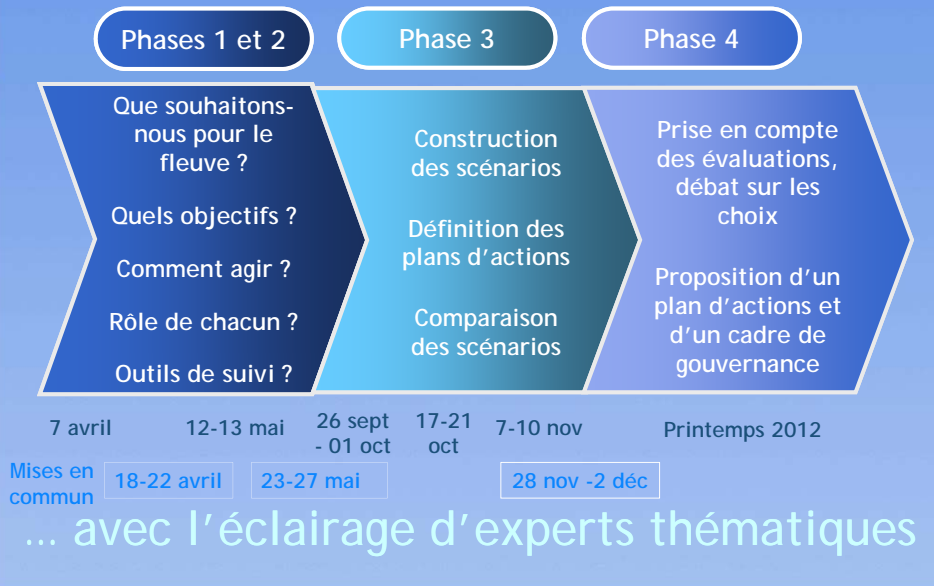 Phases 1 et 2
Phase 3
Phase 4
Que souhaitons-
nous pour le
fleuve ?
Quels objectifs ?
Comment agir ?
Rôle de chacun ?
Outils de suivi ?
Construction
des scénarios
Définition des
plans d'actions
Comparaison
des scénarios
Prise en compte
des évaluations,
débat sur les
choix
Proposition d'un
plan d'actions et
d'un cadre de
gouvernance
7 avril
12-13 mai
26 sept
- 01 oct
17-21
oct
7-10 nov
Printemps 2012
Mises en
commun
18-22 avril
23-27 mai
28 nov -2 déc
... avec l'éclairage d'experts thématiques